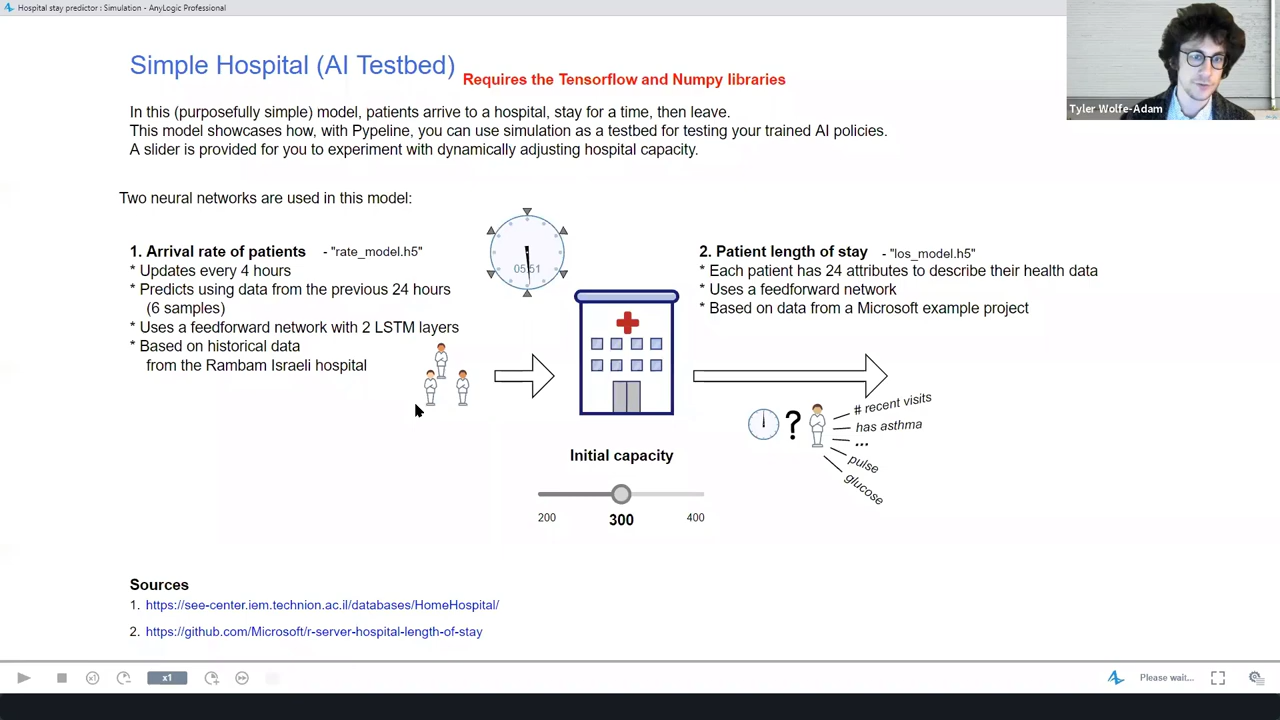 Hospital stay predictor : Simulation - AnyLogic Professional
Tyler Wolfe-Adam
Simple Hospital (AI Testbed)
Requires the Tensorflow and Numpy libraries
In this (purposefully simple) model, patients arrive to a hospital, stay for a time, then leave.
This model showcases how, with Pypeline, you can use simulation as a testbed for testing your trained AI policies.
A slider is provided for you to experiment with dynamically adjusting hospital capacity.
Two neural networks are used in this model:
1. Arrival rate of patients - "rate_model.h5"
* Updates every 4 hours
* Predicts using data from the previous 24 hours
(6 samples)
* Uses a feedforward network with 2 LSTM layers
* Based on historical data
from the Rambam Israeli hospital
05:51
2. Patient length of stay - "los_model.h5"
* Each patient has 24 attributes to describe their health data
* Uses a feedforward network
* Based on data from a Microsoft example project
?
# recent visits
has asthma
...
pulse
glucose
Initial capacity
200 300 400
Sources
1. https://see-center.iem.technion.ac.il/databases/HomeHospital/
2. https://github.com/Microsoft/r-server-hospital-length-of-stay
x1
x1
Please wait...